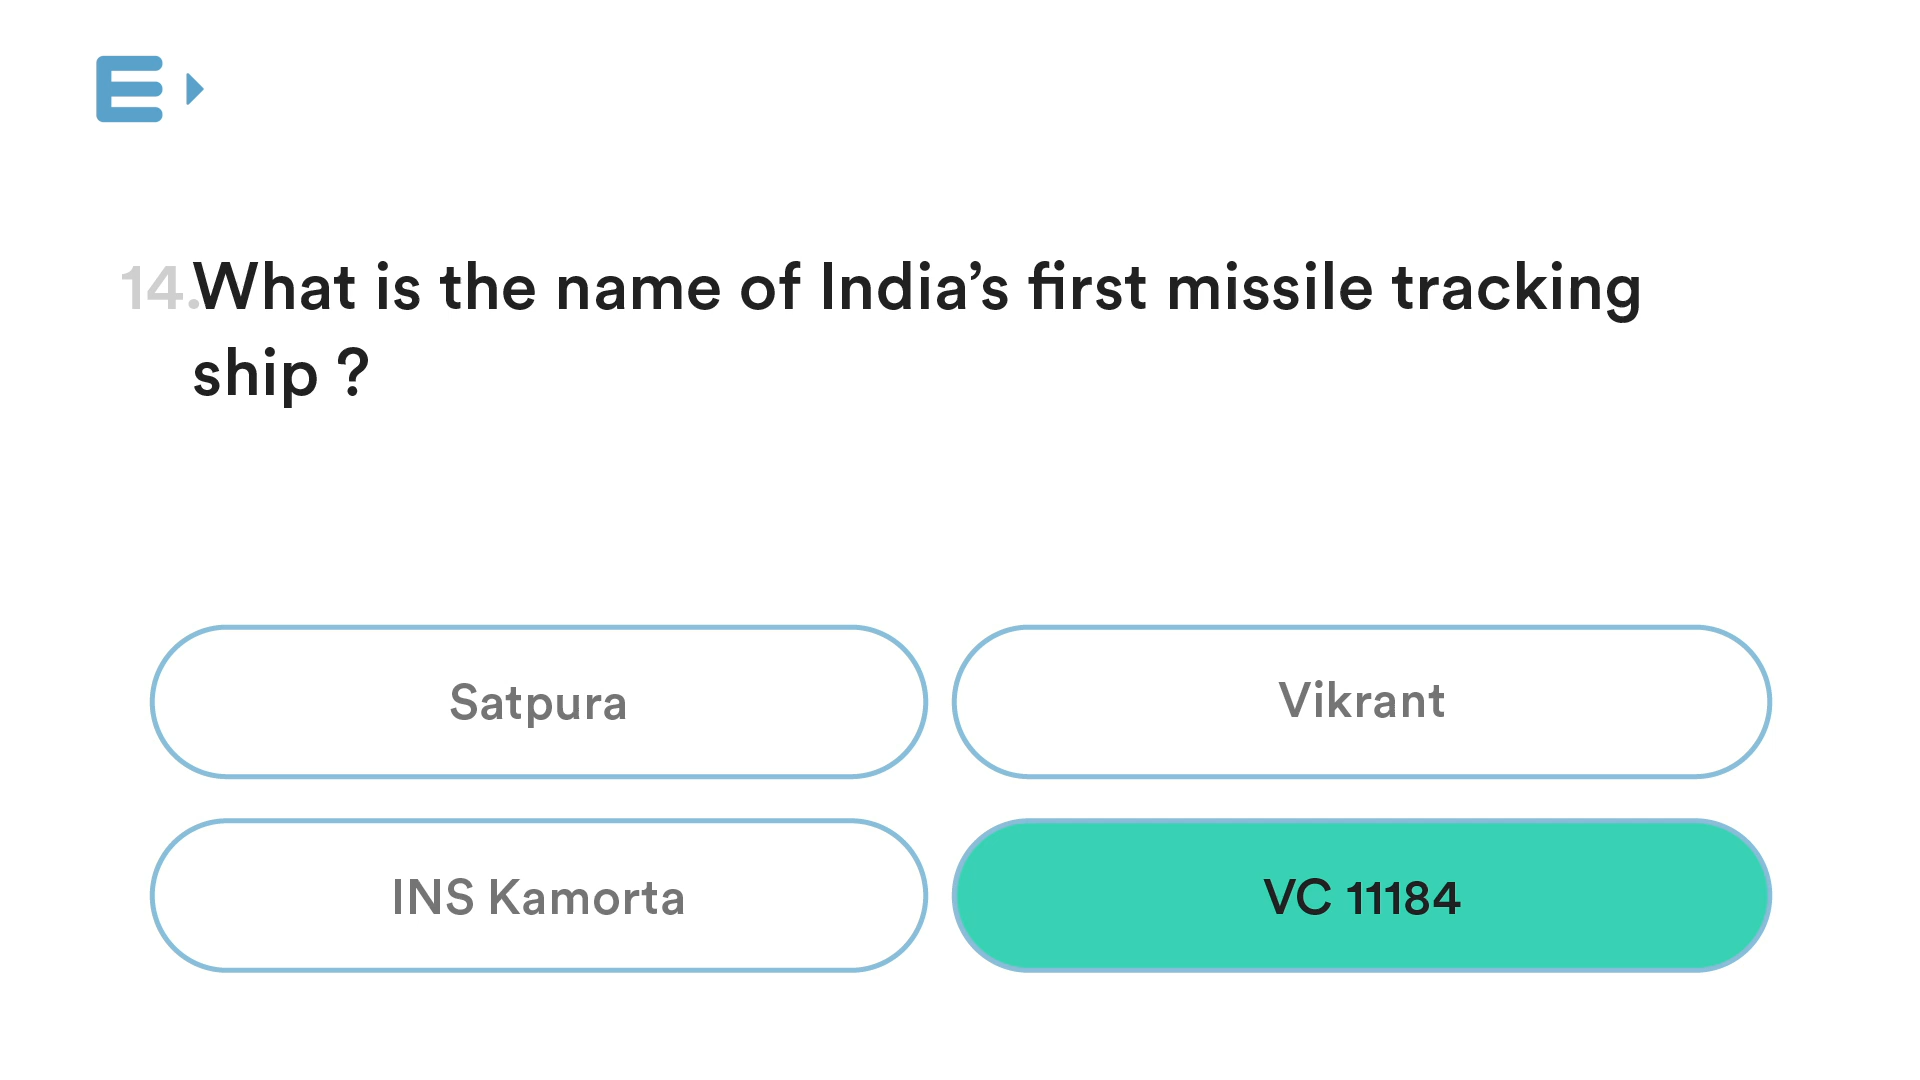 E
14. What is the name of India’s first missile tracking
ship ?
Satpura
Vikrant
INS Kamorta
VC 11184